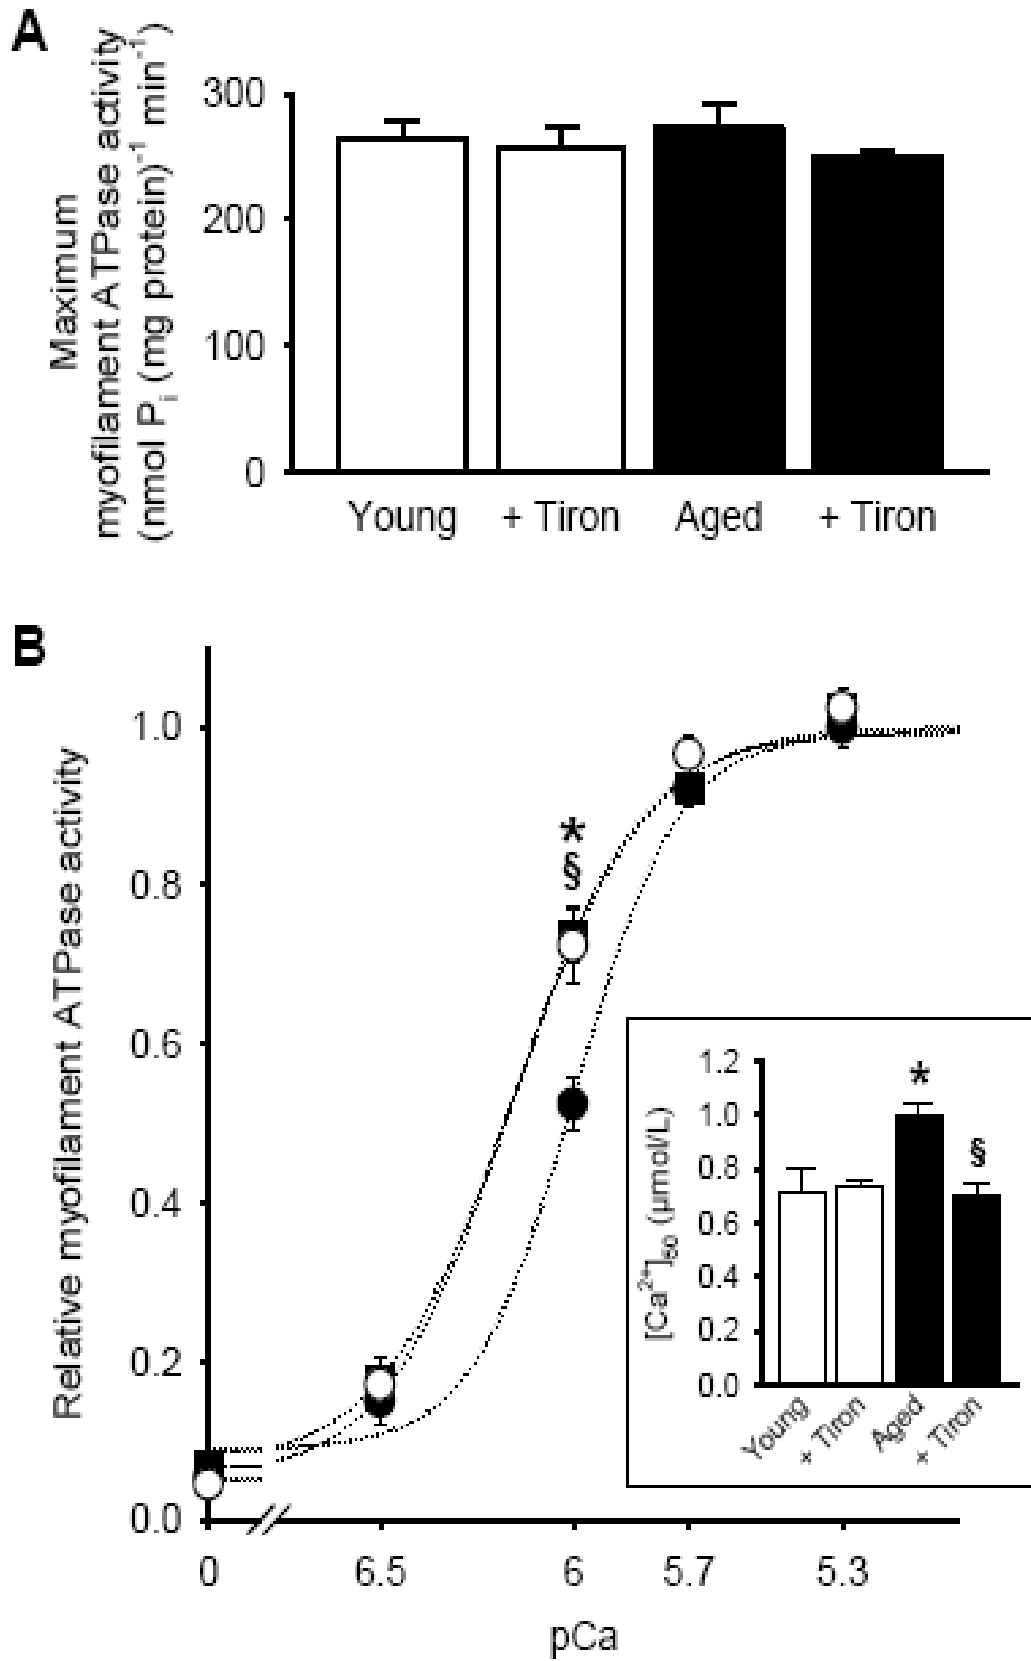 A
Maximum
myofilament ATPase activity
(nmol Pi (mg protein)-1 min-1)
300
200
100
0
Young + Tiron Aged + Tiron
B
Relative myofilament ATPase activity
1.0
0.8
0.6
0.4
0.2
0.0
*
§
0 6.5 6 5.7 5.3
pCa
[Ca2+]50 (µmol/L)
1.2
1.0
0.8
0.6
0.4
0.2
0.0
*
§
Young + Tiron Aged + Tiron